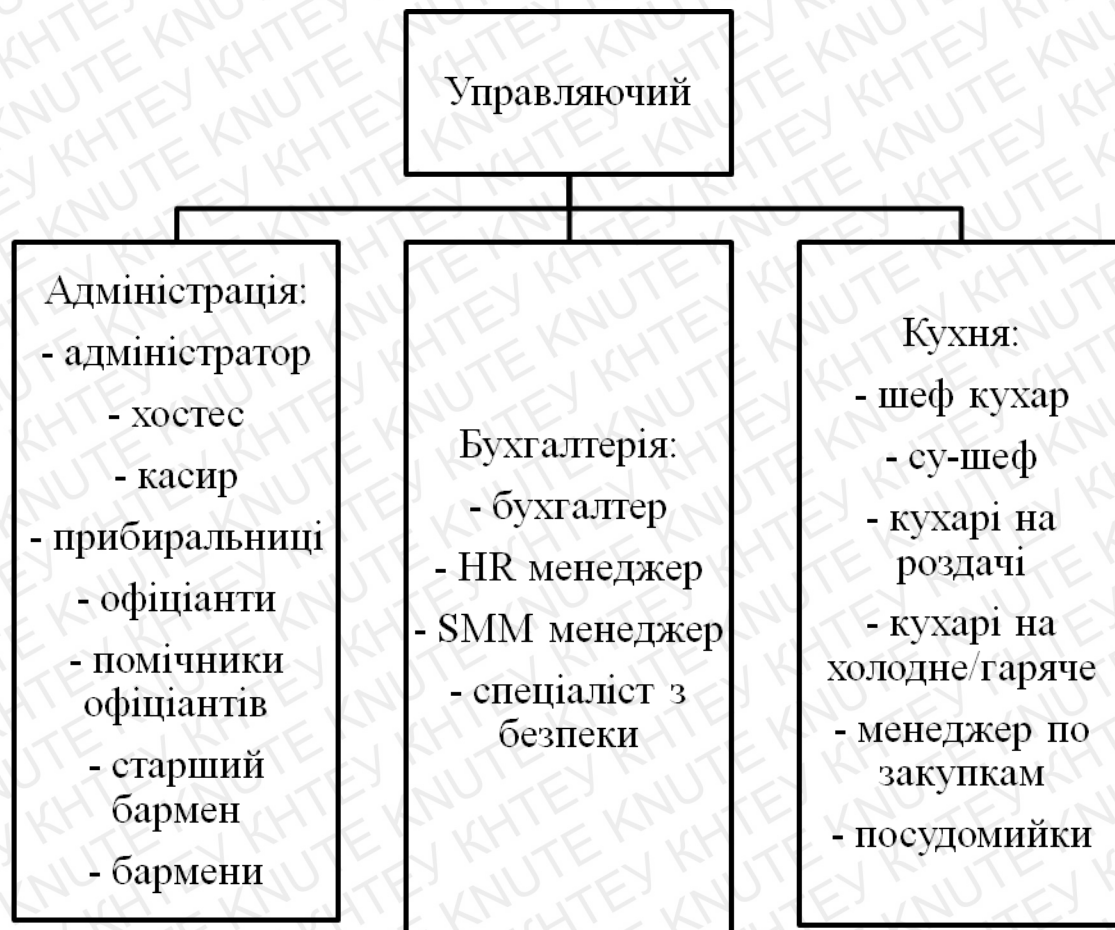 Управляючий
Адміністрація:
- адміністратор
- хостес
- касир
- прибиральниці
- офіціанти
- помічники
офіціантів
- старший
бармен
- бармени
Бухгалтерія:
- бухгалтер
- HR менеджер
- SMM менеджер
- спеціаліст з
безпеки
Кухня:
- шеф кухар
- су-шеф
- кухарі на
роздачі
- кухарі на
холодне/гаряче
- менеджер по
закупкам
- посудомийки